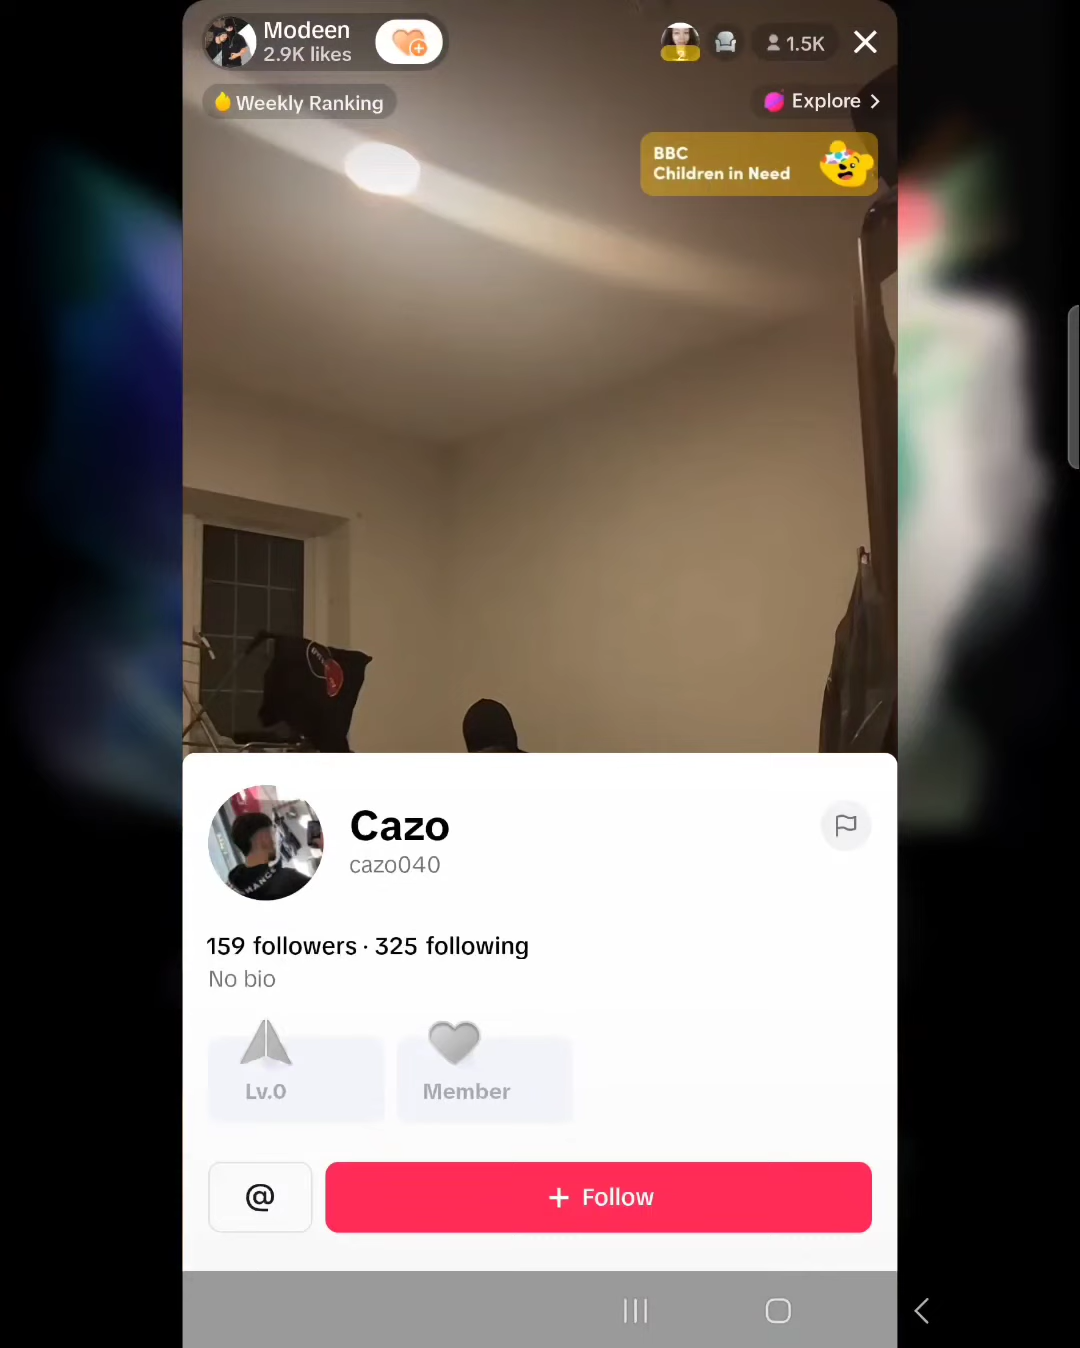 Modeen
2.9K likes
2
1.5K
Weekly Ranking
Explore
BBC
Children in Need
Cazo
cazo040
159 followers · 325 following
No bio
Lv.0
Member
@
+ Follow